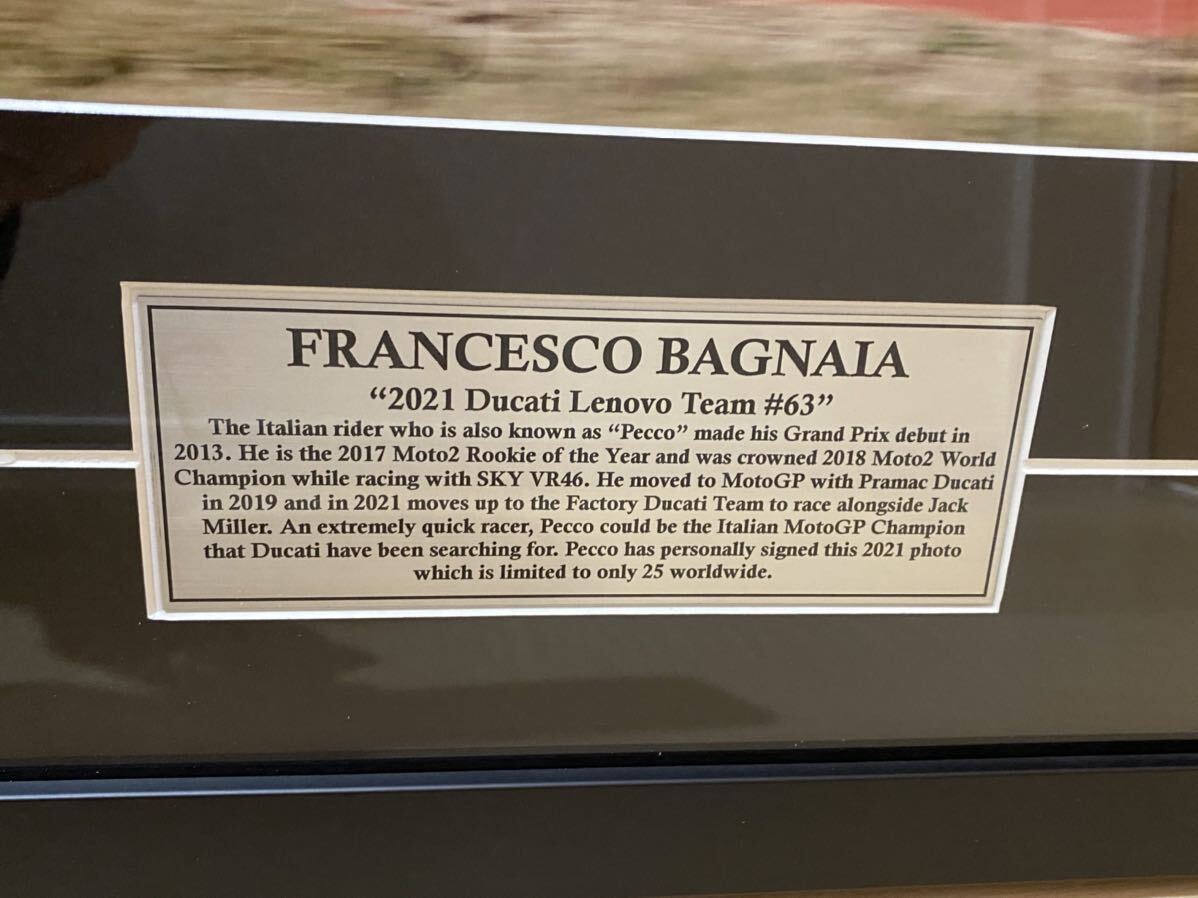 FRANCESCO BAGNAIA
“2021 Ducati Lenovo Team #63”
The Italian rider who is also known as “Pecco” made his Grand Prix debut in
2013. He is the 2017 Moto2 Rookie of the Year and was crowned 2018 Moto2 World
Champion while racing with SKY VR46. He moved to MotoGP with Pramac Ducati
in 2019 and in 2021 moves up to the Factory Ducati Team to race alongside Jack
Miller. An extremely quick racer, Pecco could be the Italian MotoGP Champion
that Ducati have been searching for. Pecco has personally signed this 2021 photo
which is limited to only 25 worldwide.